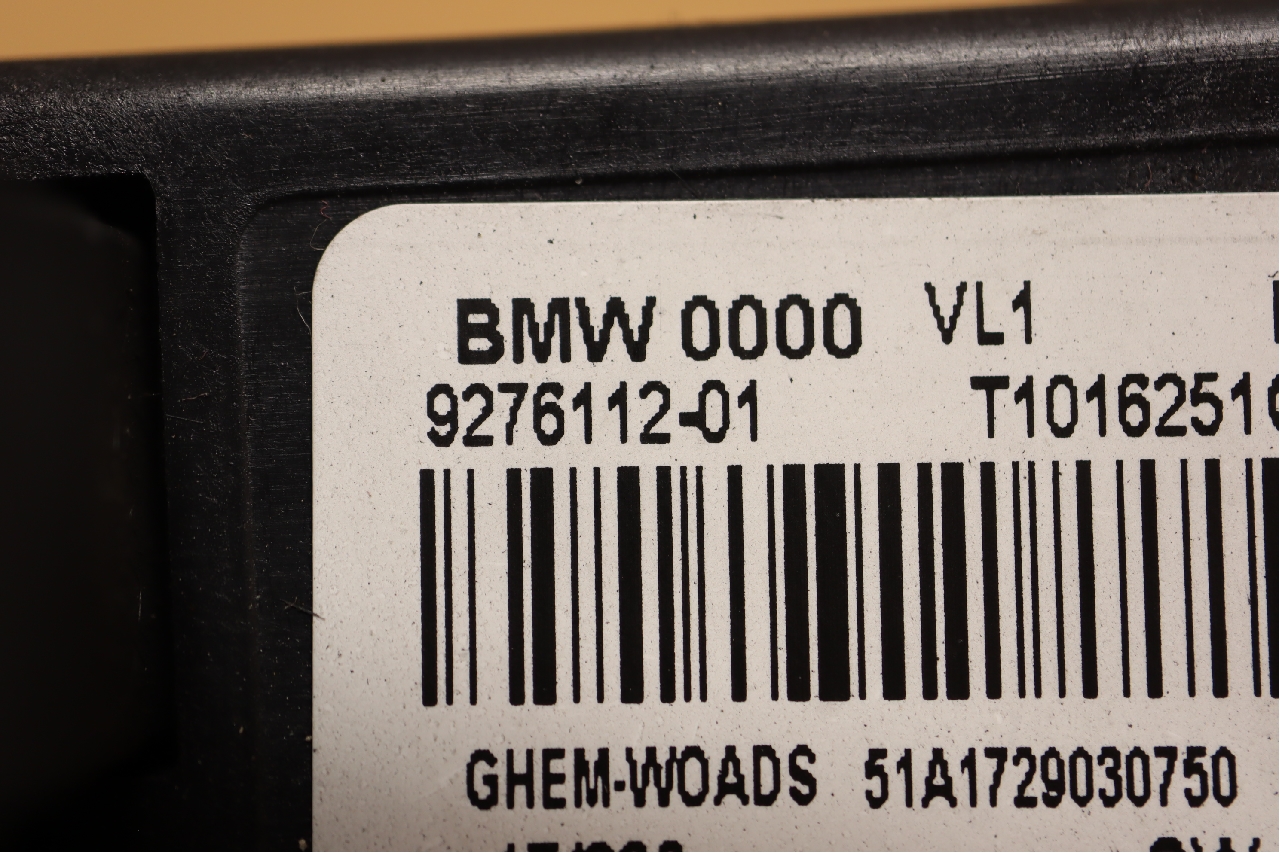 BMW 0000 VL1
9276112-01 T1016251
GHEM-WOADS 51A1729030750